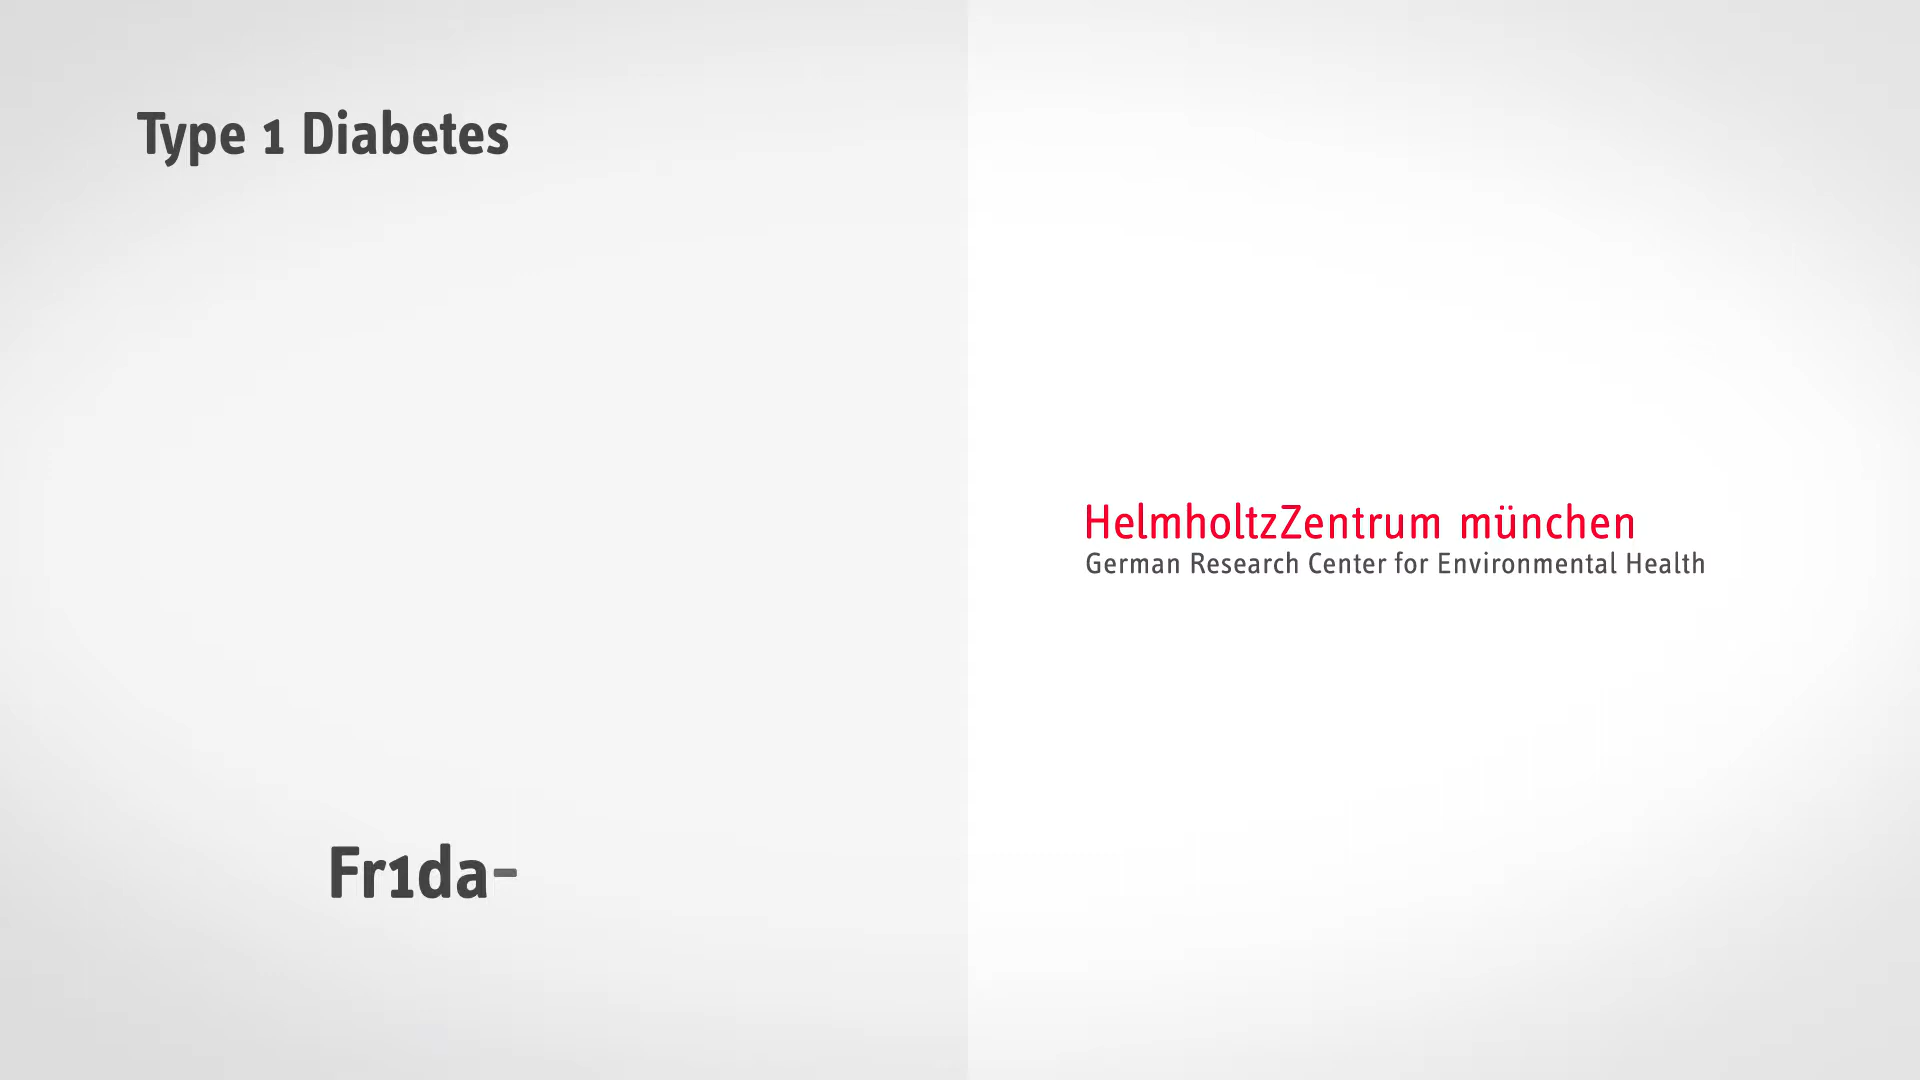 Type 1 Diabetes
HelmholtzZentrum münchen
German Research Center for Environmental Health
Fr1da-